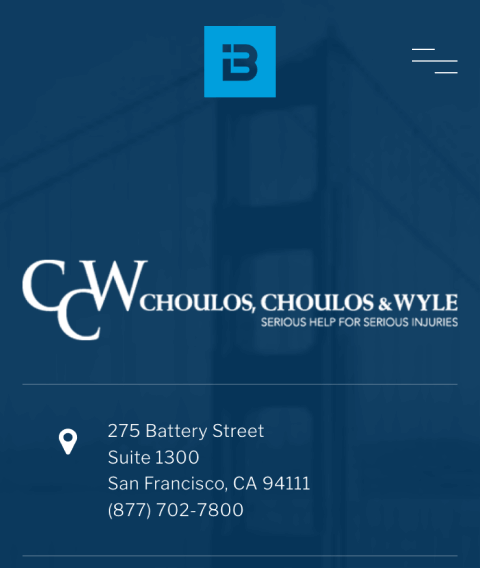 B
CCW CHOULOS, CHOULOS & WYLE
SERIOUS HELP FOR SERIOUS INJURIES
275 Battery Street
Suite 1300
San Francisco, CA 94111
(877) 702-7800